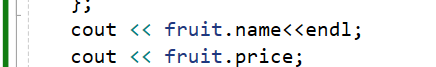 };
cout << fruit.name<<endl;
cout << fruit.price;